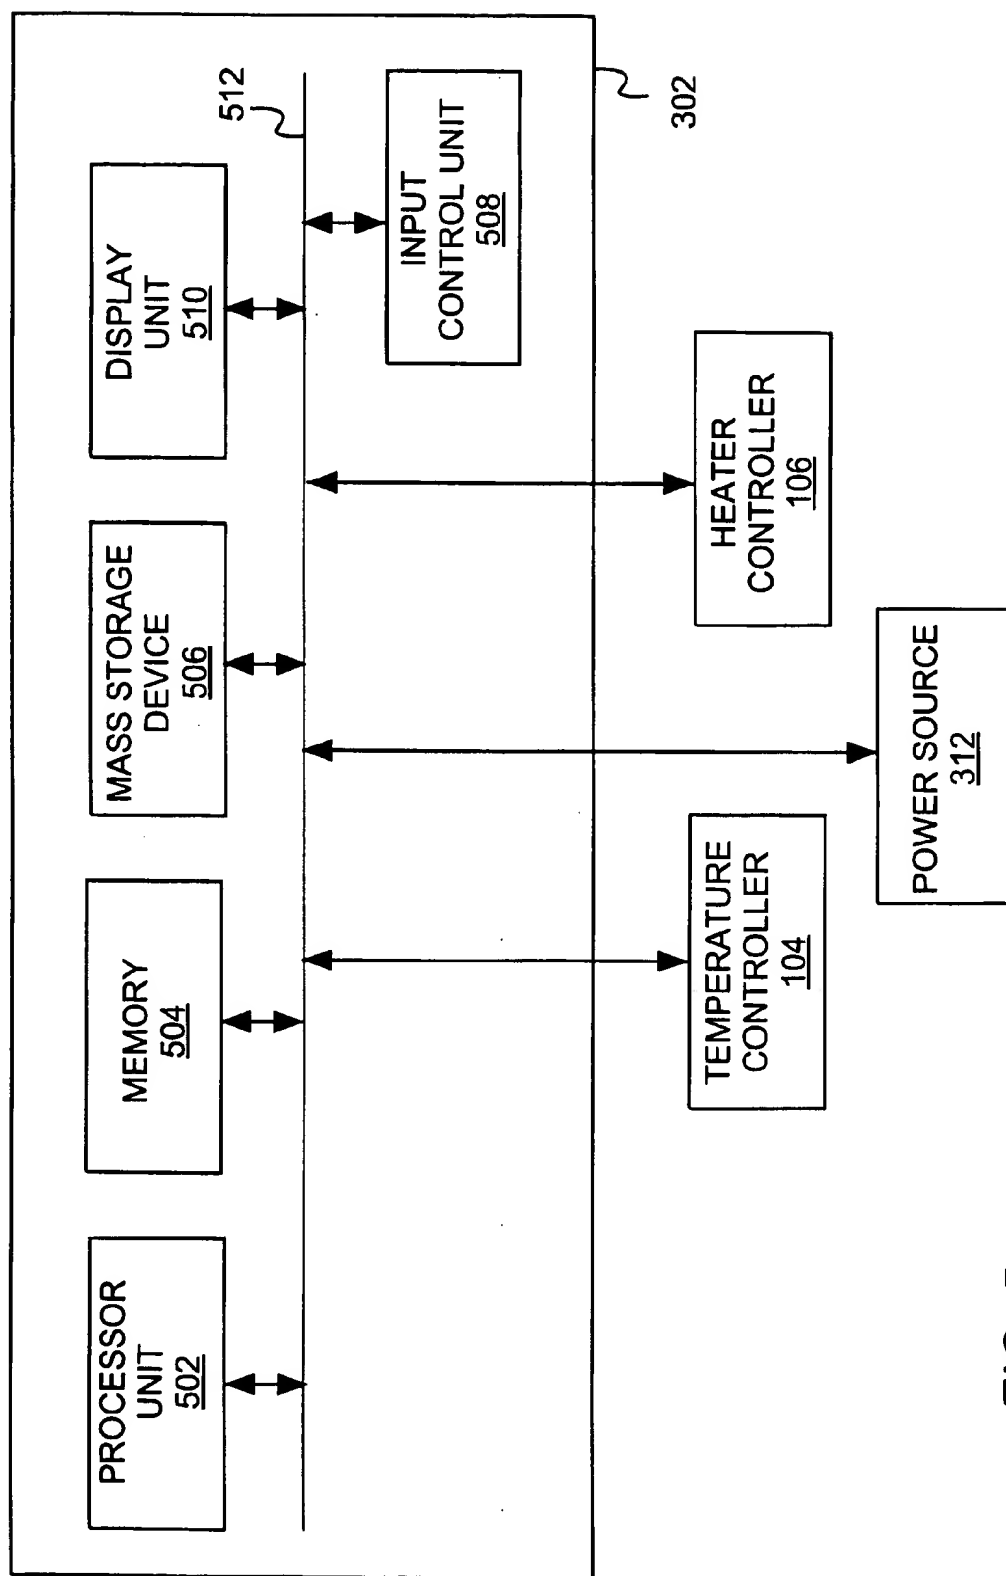 PROCESSOR
UNIT
502
MEMORY
504
MASS STORAGE
DEVICE
506
DISPLAY
UNIT
510
512
INPUT
CONTROL UNIT
508
302
TEMPERATURE
CONTROLLER
104
HEATER
CONTROLLER
106
POWER SOURCE
312